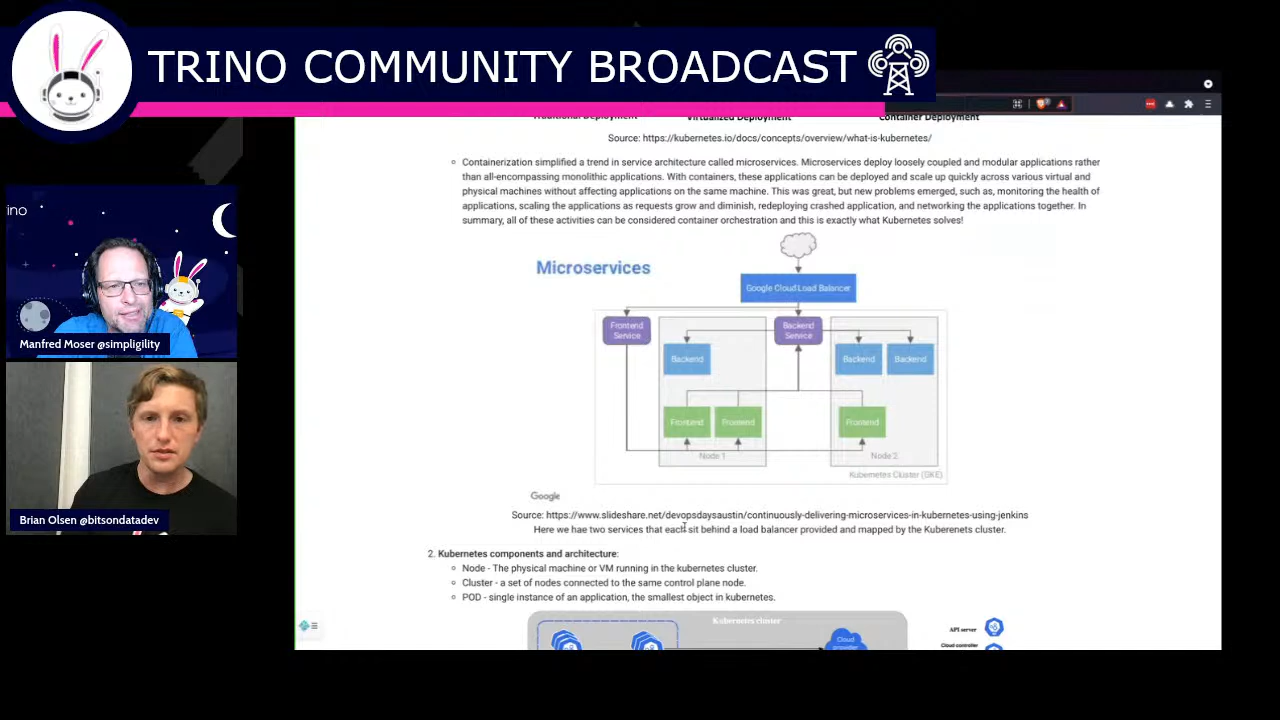 TRINO COMMUNITY BROADCAST
Traditional Deployment
Virtualized Deployment
Container Deployment
Source: https://kubernetes.io/docs/concepts/overview/what-is-kubernetes/
Containerization simplified a trend in service architecture called microservices. Microservices deploy loosely coupled and modular applications rather
than all-encompassing monolithic applications. With containers, these applications can be deployed and scale up quickly across various virtual and
physical machines without affecting applications on the same machine. This was great, but new problems emerged, such as, monitoring the health of
applications, scaling the applications as requests grow and diminish, redeploying crashed application, and networking the applications together. In
summary, all of these activities can be considered container orchestration and this is exactly what Kubernetes solves!
ino
Manfred Moser @simpligility
Brian Olsen @bitsondatadev
Microservices
Google Cloud Load Balancer
Frontend
Service
Backend
Service
Backend
Backend
Backend
Frontend
Frontend
Frontend
Node 1
Node 2
Kubernetes Cluster (GKE)
Google
Source: https://www.slideshare.net/devopsdaysaustin/continuously-delivering-microservices-in-kubernetes-using-jenkins
Here we hae two services that each sit behind a load balancer provided and mapped by the Kuberenets cluster.
2. Kubernetes components and architecture:
Node - The physical machine or VM running in the kubernetes cluster.
Cluster - a set of nodes connected to the same control plane node.
POD - single instance of an application, the smallest object in kubernetes.
Kubernetes cluster
Cloud
provider
API server
Cloud controller